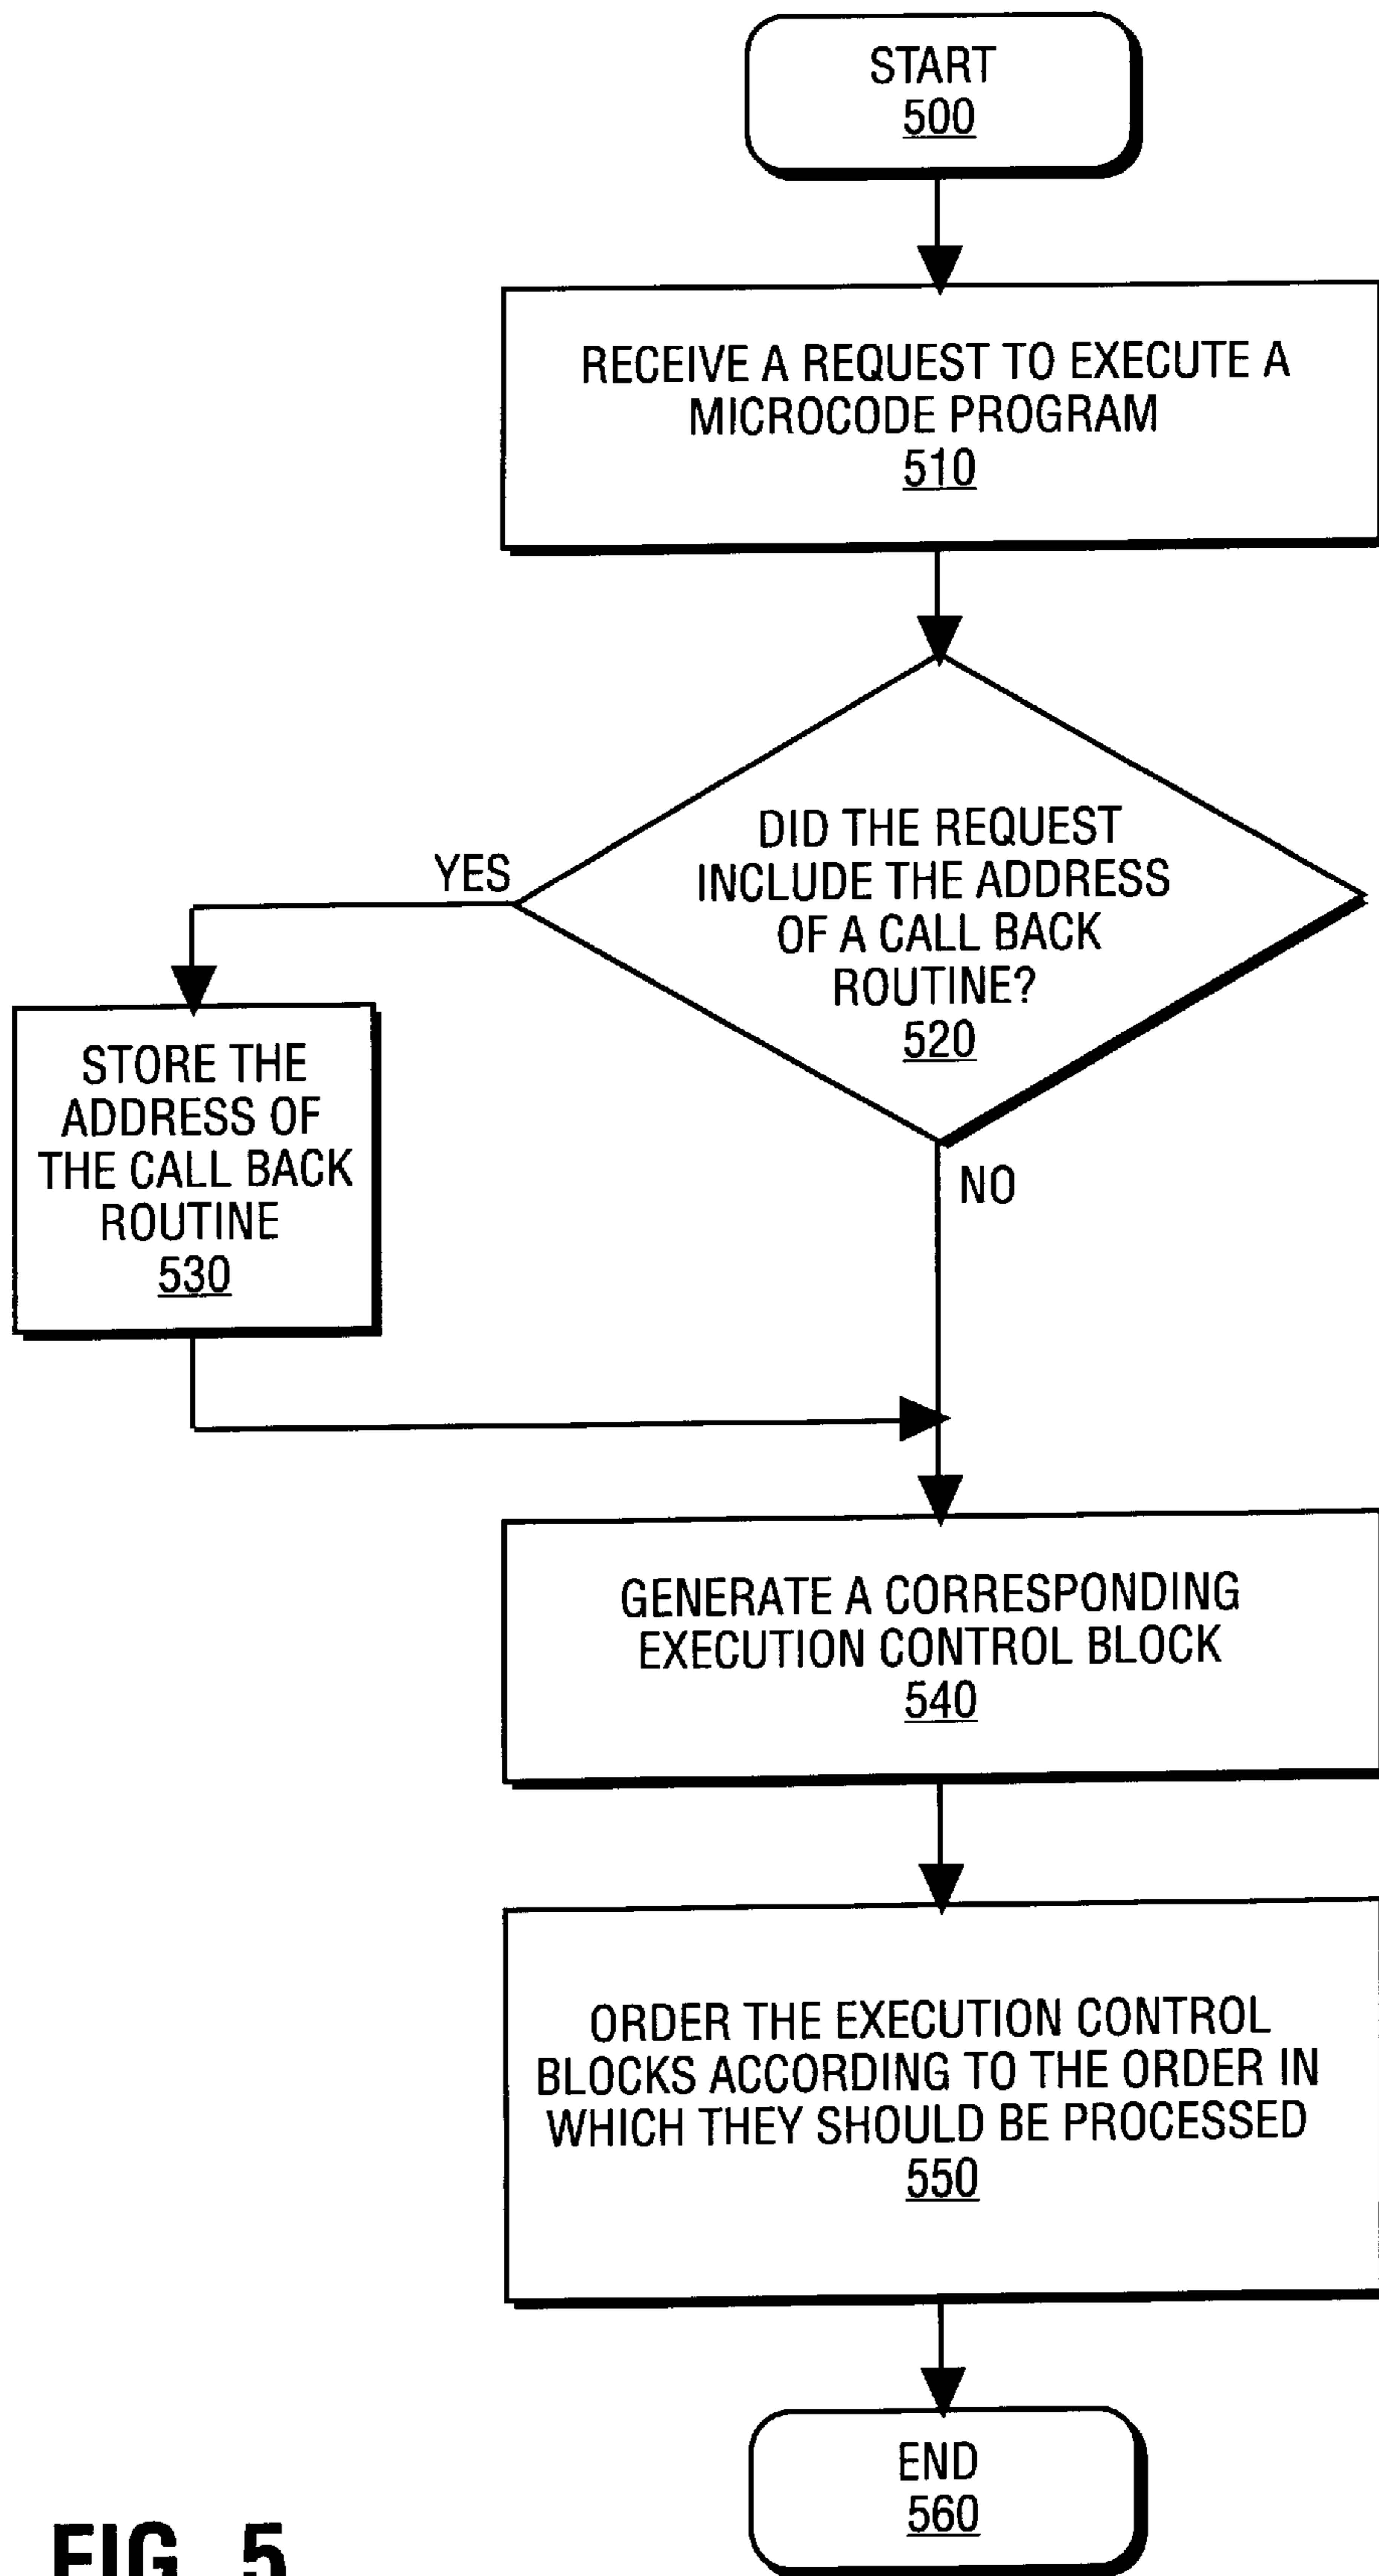 START
500
RECEIVE A REQUEST TO EXECUTE A
MICROCODE PROGRAM
510
DID THE REQUEST
INCLUDE THE ADDRESS
OF A CALL BACK
ROUTINE?
520
YES
STORE THE
ADDRESS OF
THE CALL BACK
ROUTINE
530
NO
GENERATE A CORRESPONDING
EXECUTION CONTROL BLOCK
540
ORDER THE EXECUTION CONTROL
BLOCKS ACCORDING TO THE ORDER IN
WHICH THEY SHOULD BE PROCESSED
550
END
560
FIG. 5